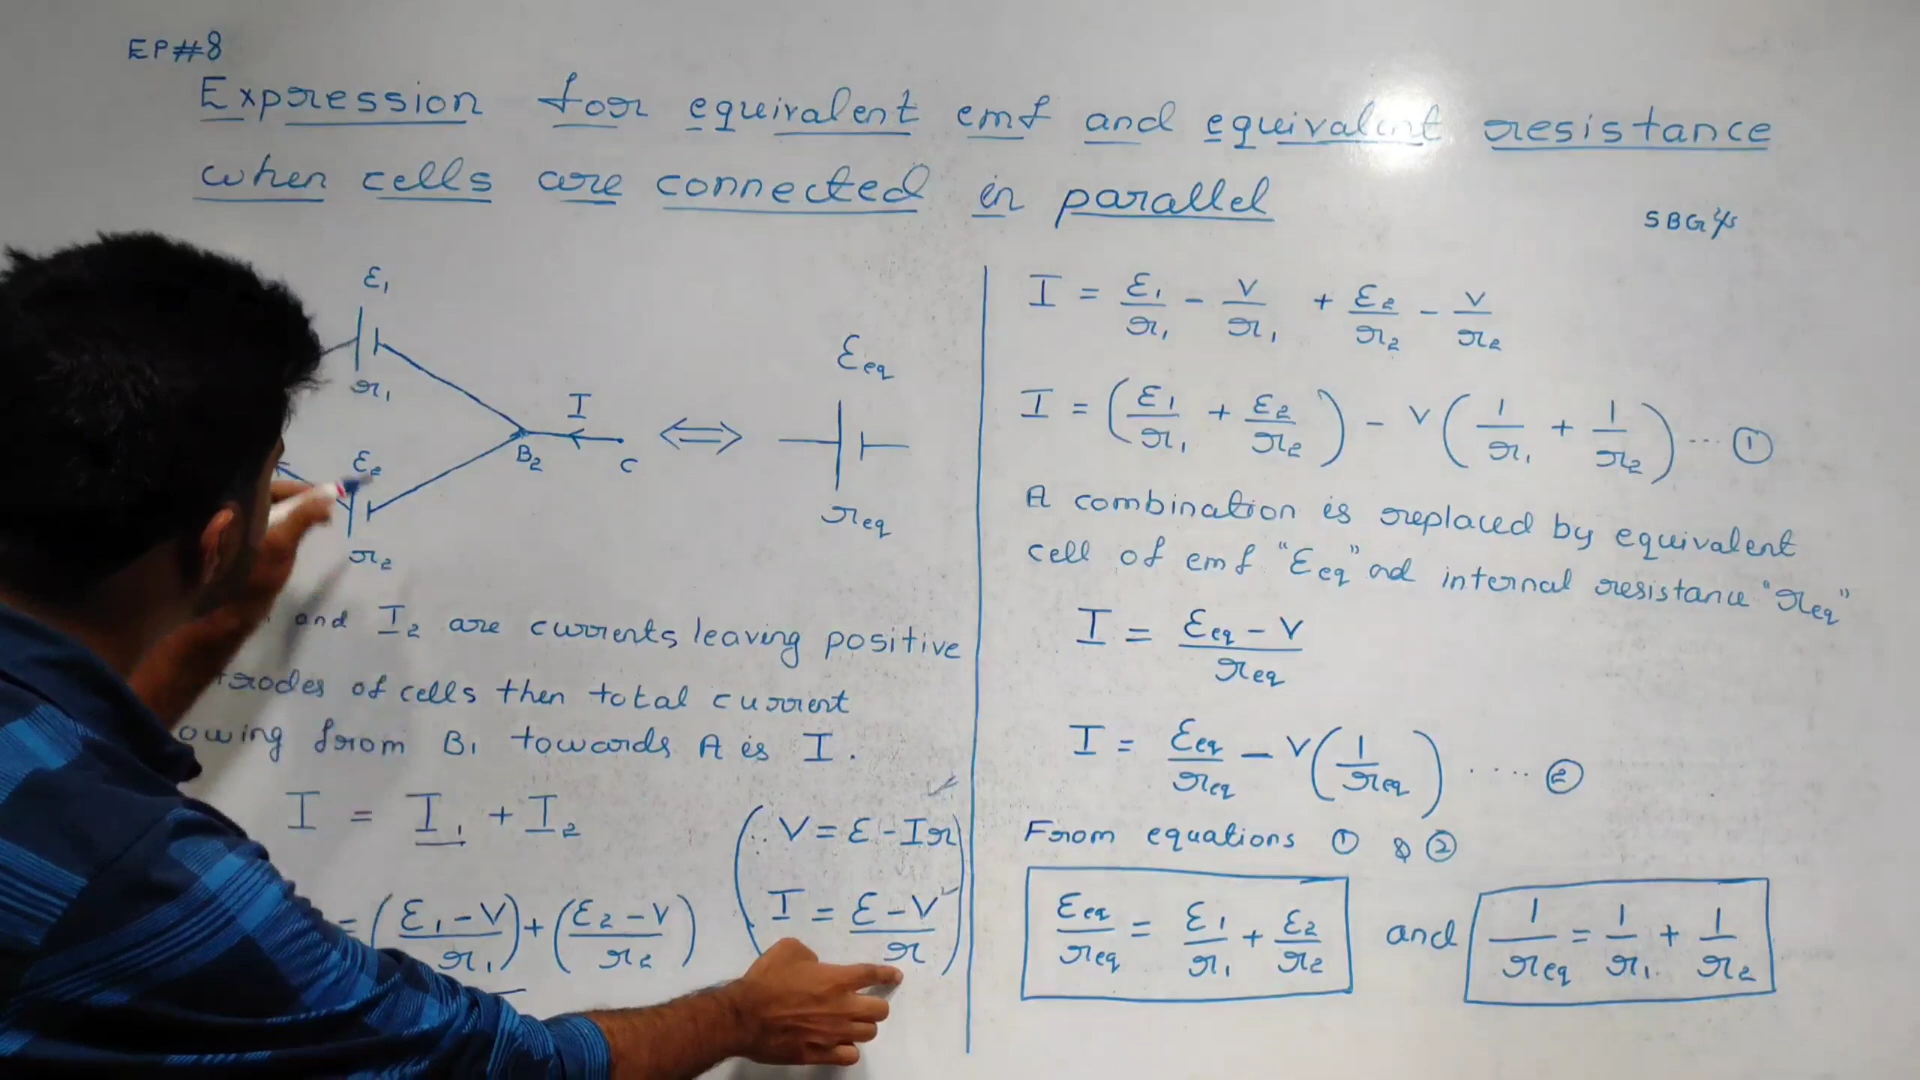 EP#8
Expression for equivalent emf and equivalent resistance
when cells are connected in parallel
SBG
ε₁
r₁
ε₂
r₂
B₂
I
C
εeq
req
and I₂ are currents leaving positive
trodes of cells then total current
owing from B₁ towards A is I.
I = I₁ + I₂
= (ε₁ - V)/r₁ + (ε₂ - V)/r₂
V = ε - Ir
I = (ε - V)/r
I = ε₁/r₁ - V/r₁ + ε₂/r₂ - V/r₂
I = (ε₁/r₁ + ε₂/r₂) - V(1/r₁ + 1/r₂) ... ①
A combination is replaced by equivalent
cell of emf "εeq" and internal resistance "req"
I = (εeq - V)/req
I = εeq/req - V(1/req) .... ②
From equations ① & ②
εeq/req = ε₁/r₁ + ε₂/r₂ and 1/req = 1/r₁ + 1/r₂